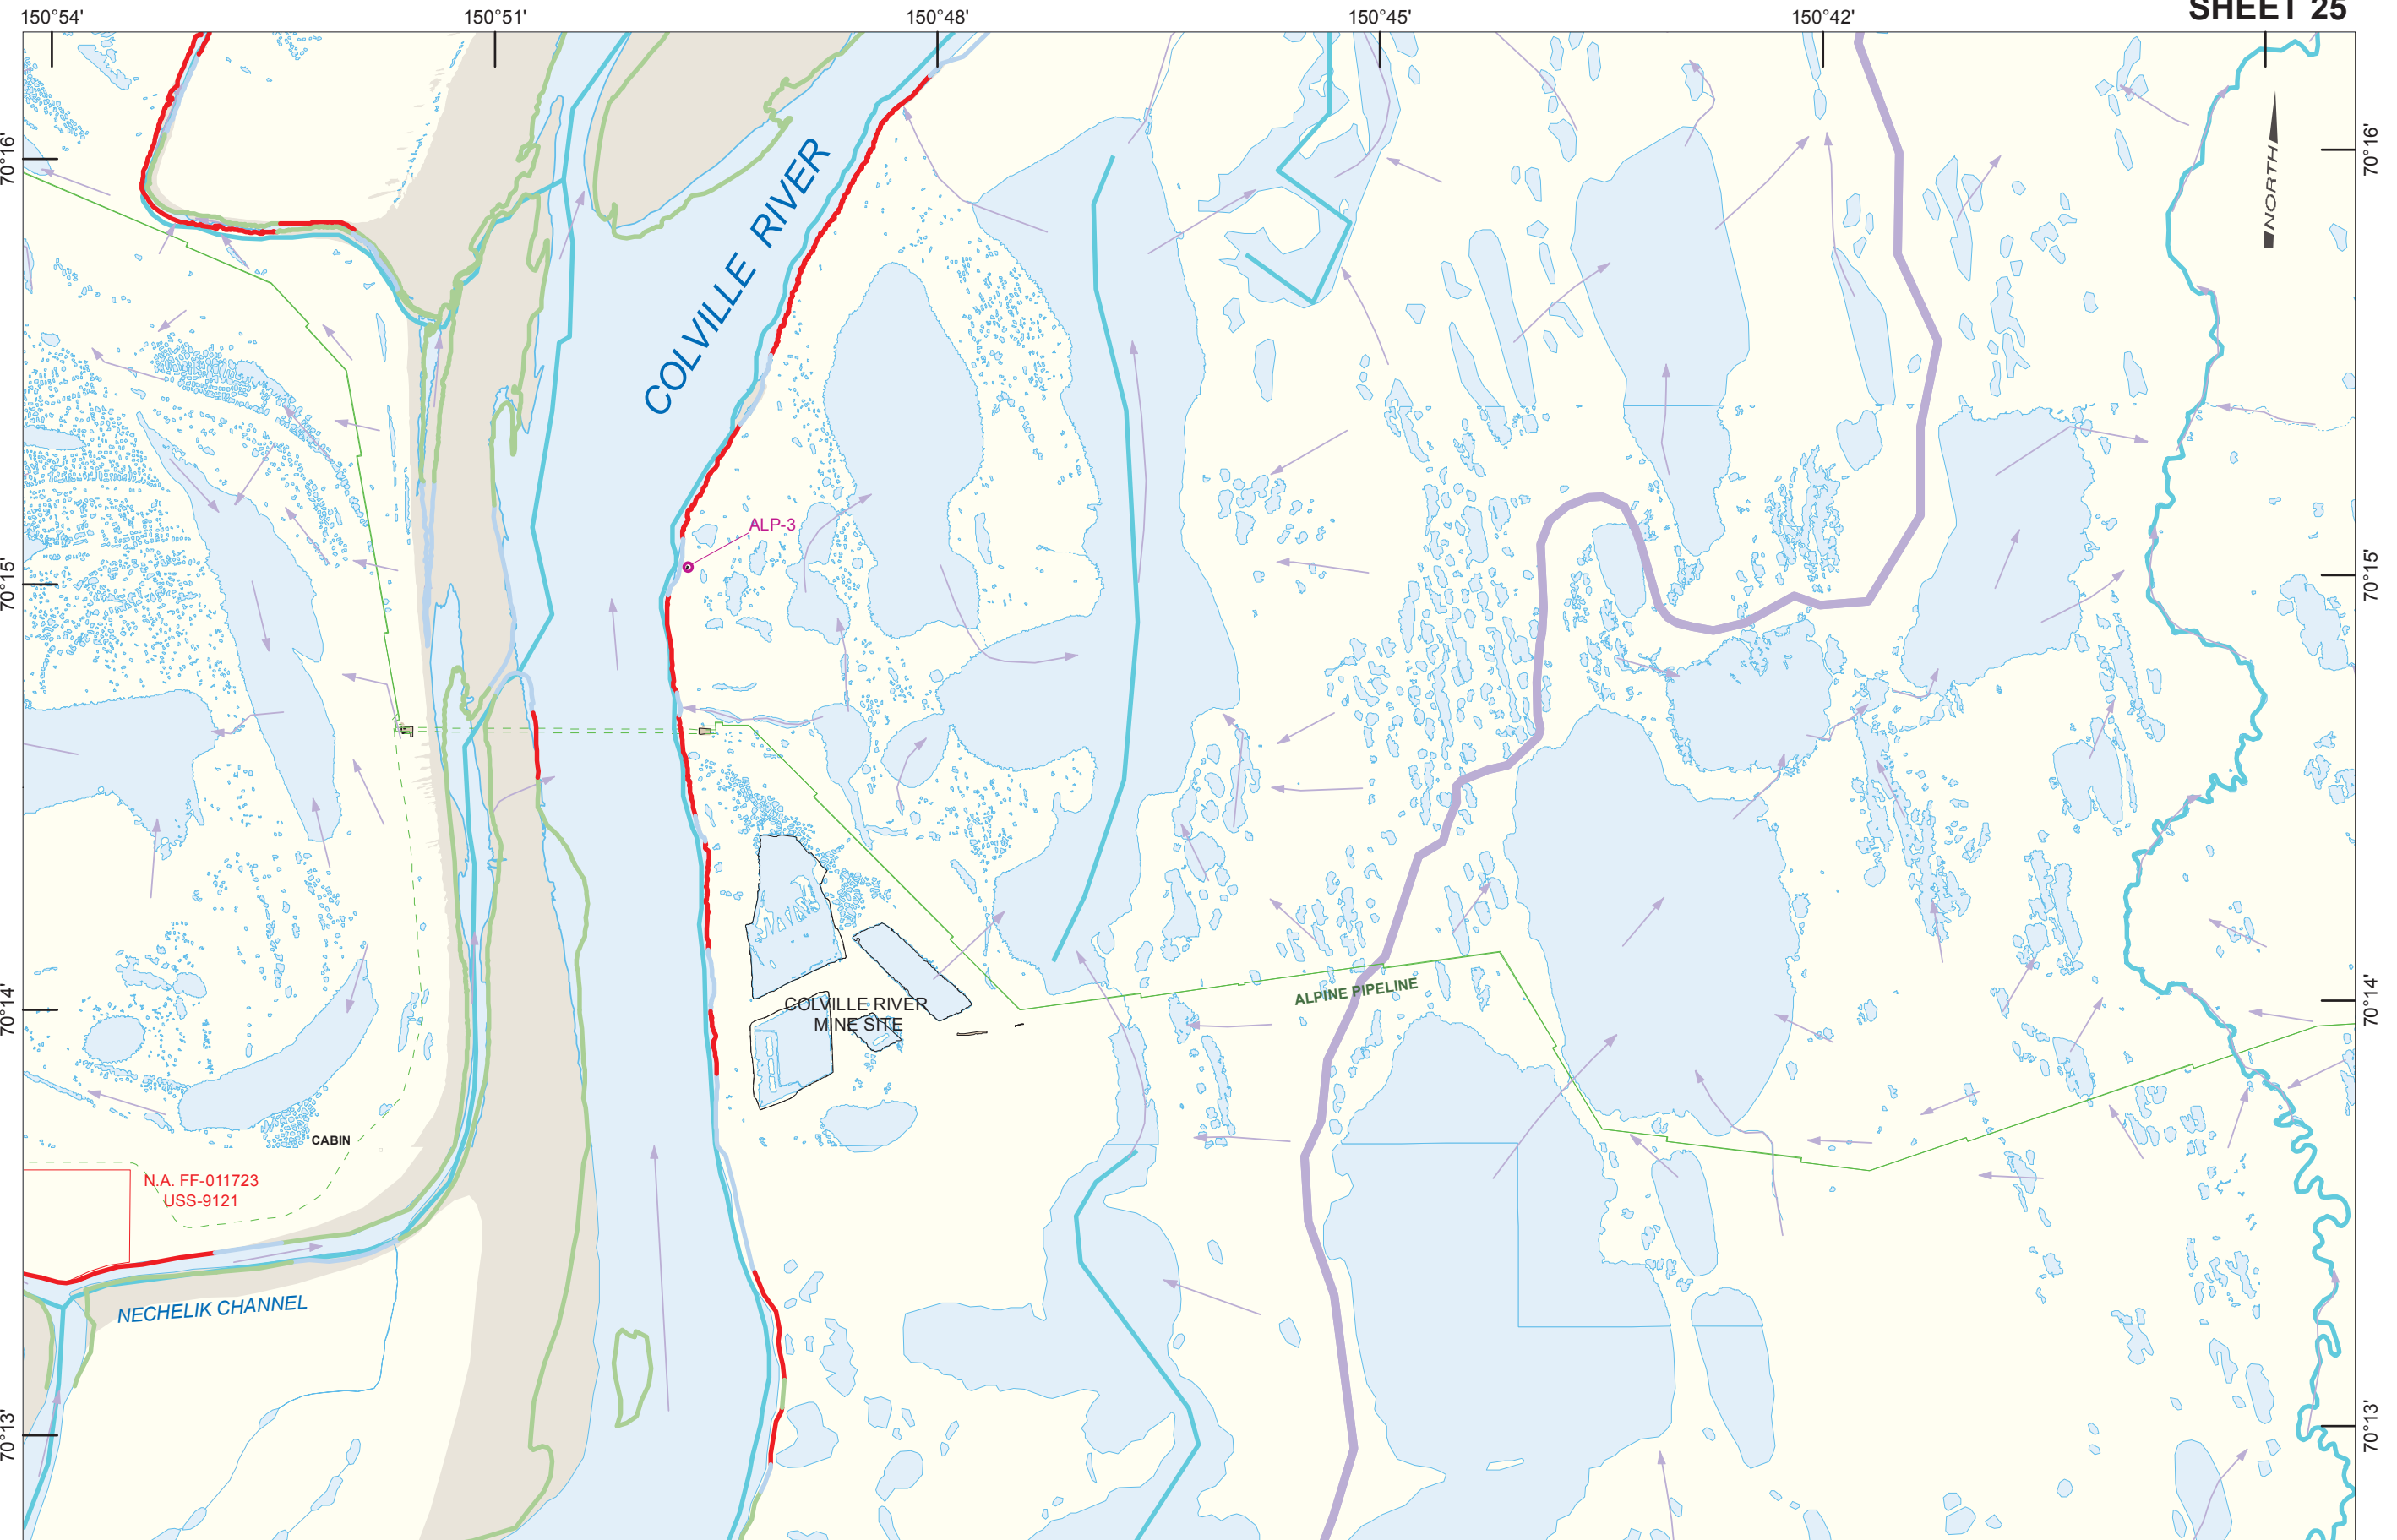 SHEET 25
150°54'
150°51'
150°48'
150°45'
150°42'
70°16'
70°16'
NORTH
COLVILLE RIVER
ALP-3
70°15'
70°15'
70°14'
70°14'
ALPINE PIPELINE
COLVILLE RIVER
MINE SITE
CABIN
N.A. FF-011723
USS-9121
NECHELIK CHANNEL
70°13'
70°13'